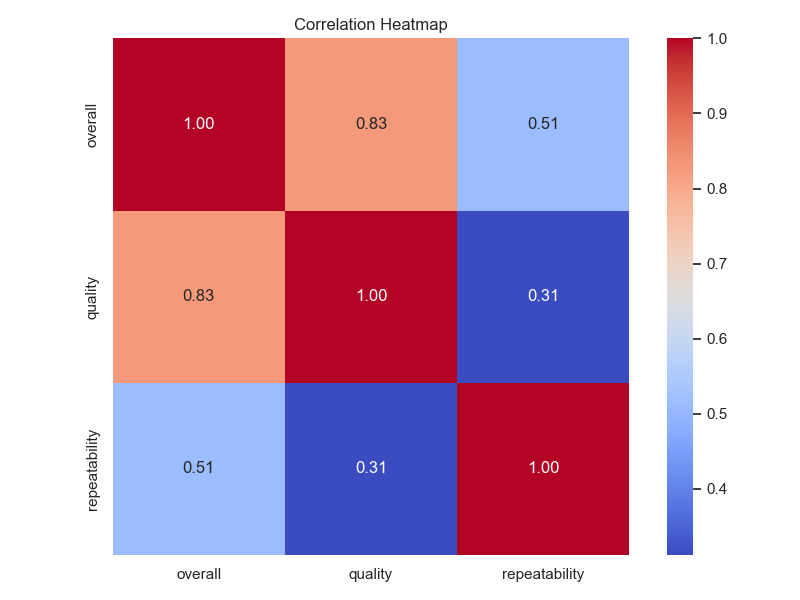 Correlation Heatmap
overall
1.00
0.83
0.51
quality
0.83
1.00
0.31
repeatability
0.51
0.31
1.00
overall
quality
repeatability
1.0
0.9
0.8
0.7
0.6
0.5
0.4